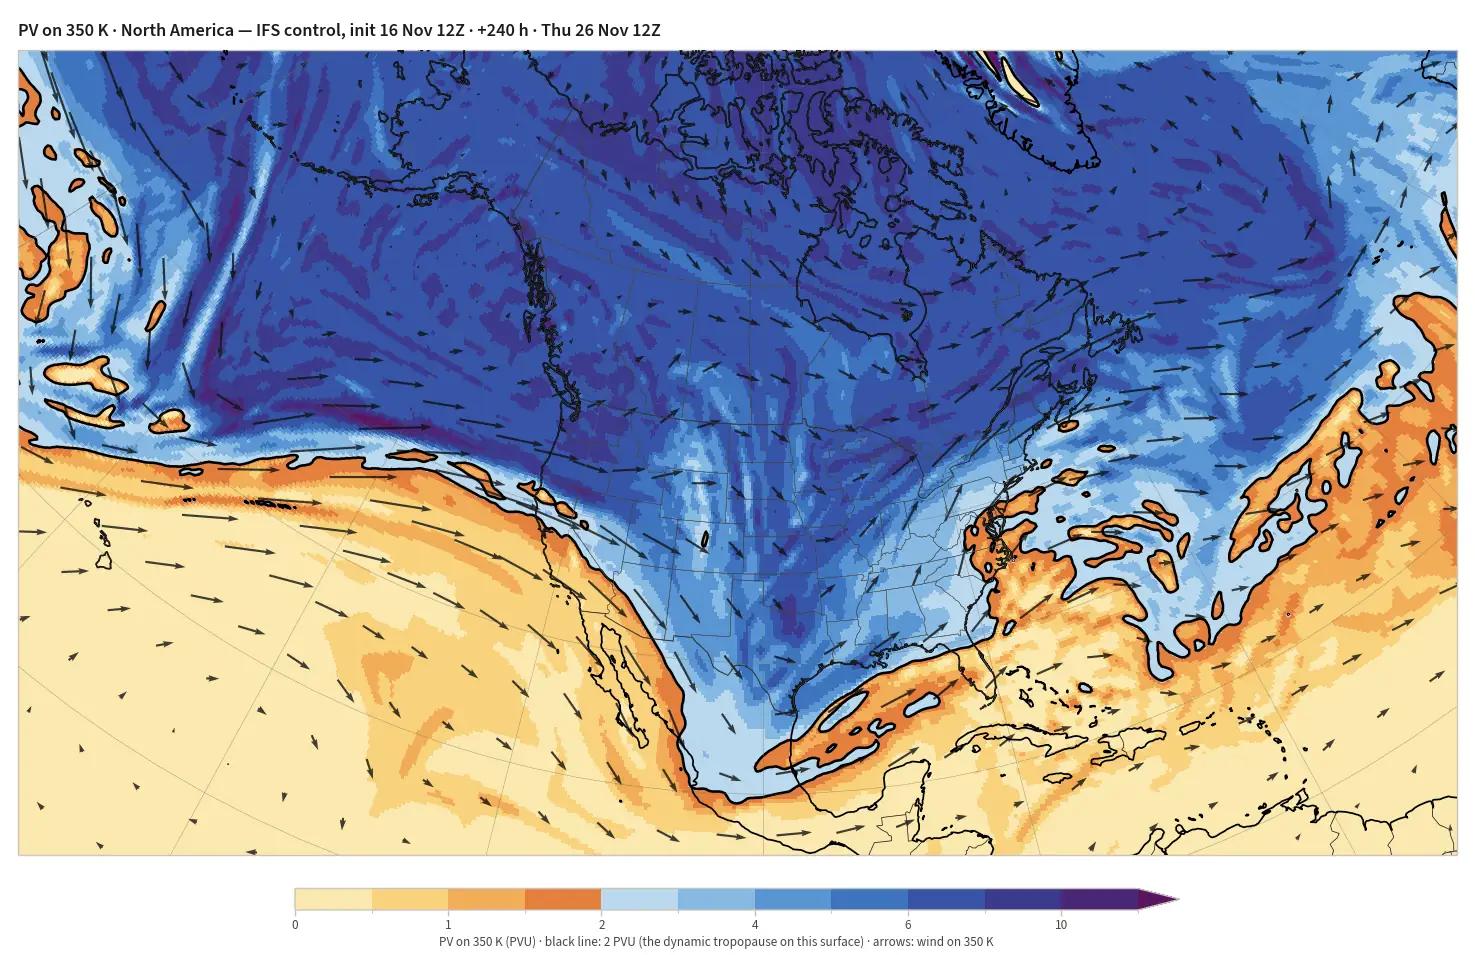 PV on 350 K · North America — IFS control, init 16 Nov 12Z · +240 h · Thu 26 Nov 12Z
0 1 2 4 6 10
PV on 350 K (PVU) · black line: 2 PVU (the dynamic tropopause on this surface) · arrows: wind on 350 K